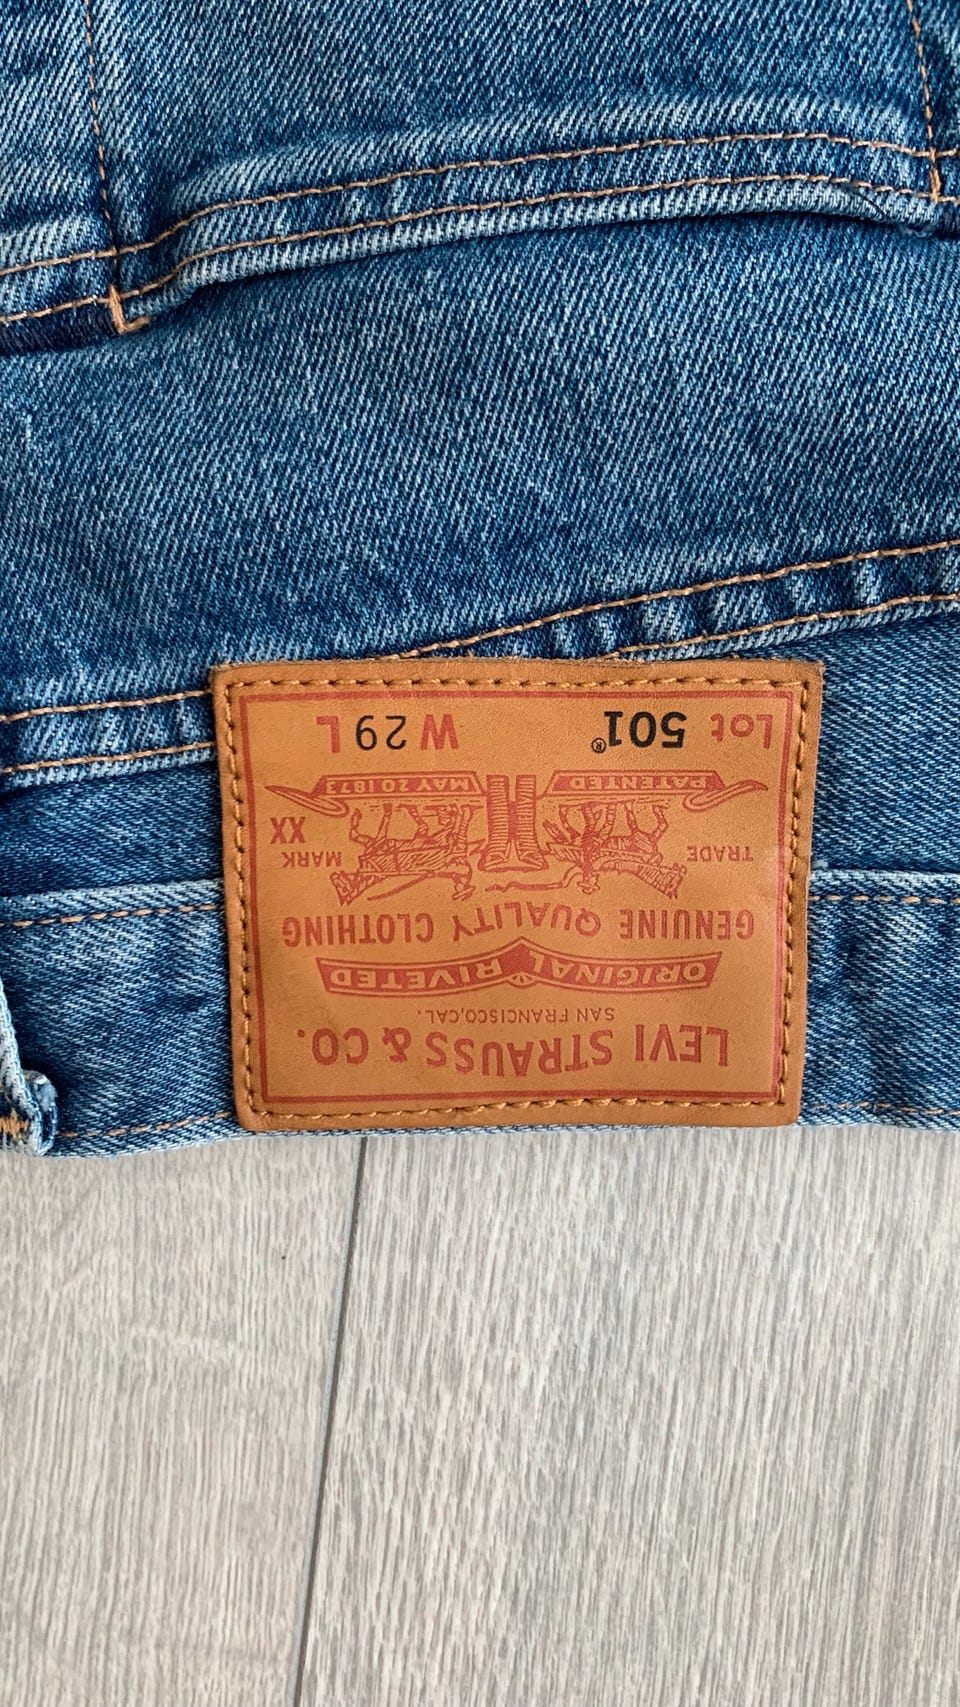 LEVI STRAUSS & CO.
SAN FRANCISCO, CAL.
ORIGINAL RIVETED
GENUINE QUALITY CLOTHING
TRADE MARK
XX
PATENTED MAY 20 1873
Lot 501® W 29 L